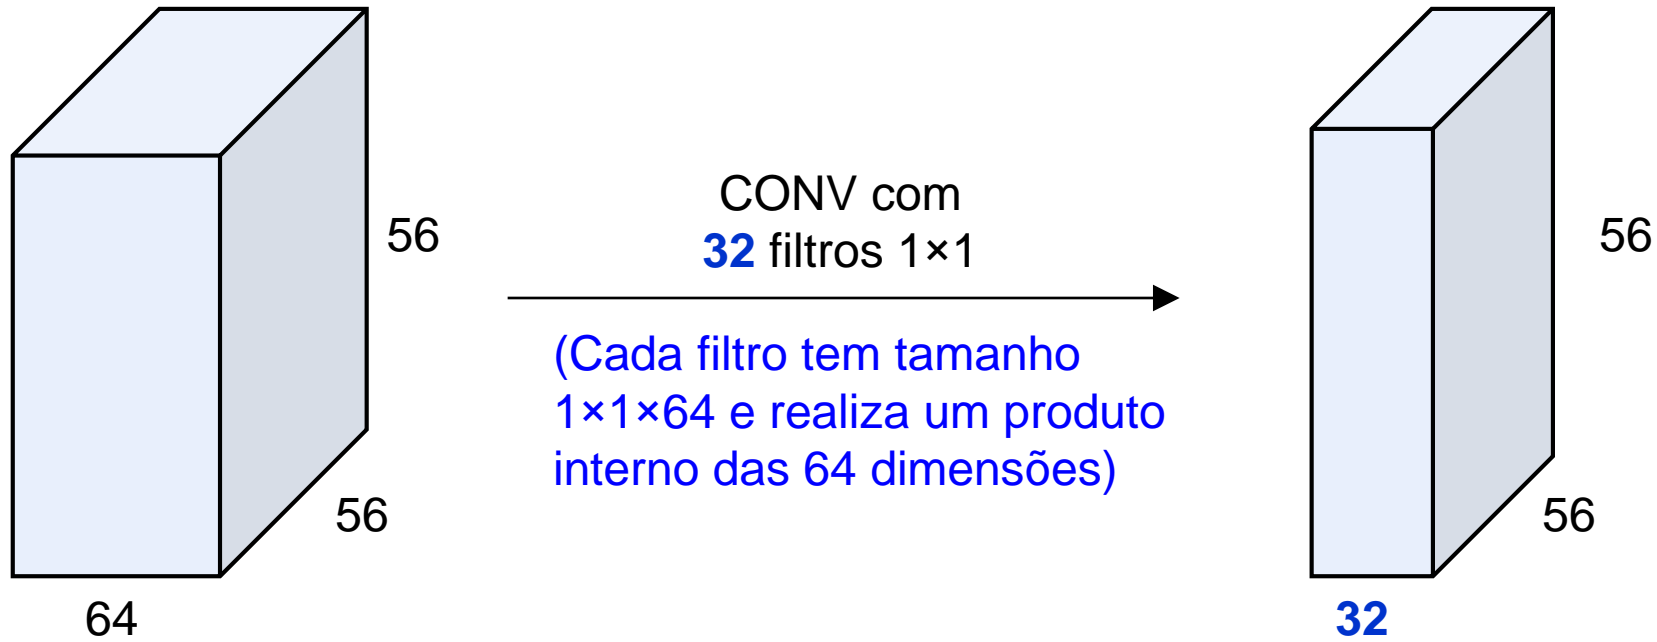 56
56
64
CONV com
32 filtros 1×1
(Cada filtro tem tamanho
1×1×64 e realiza um produto
interno das 64 dimensões)
56
56
32